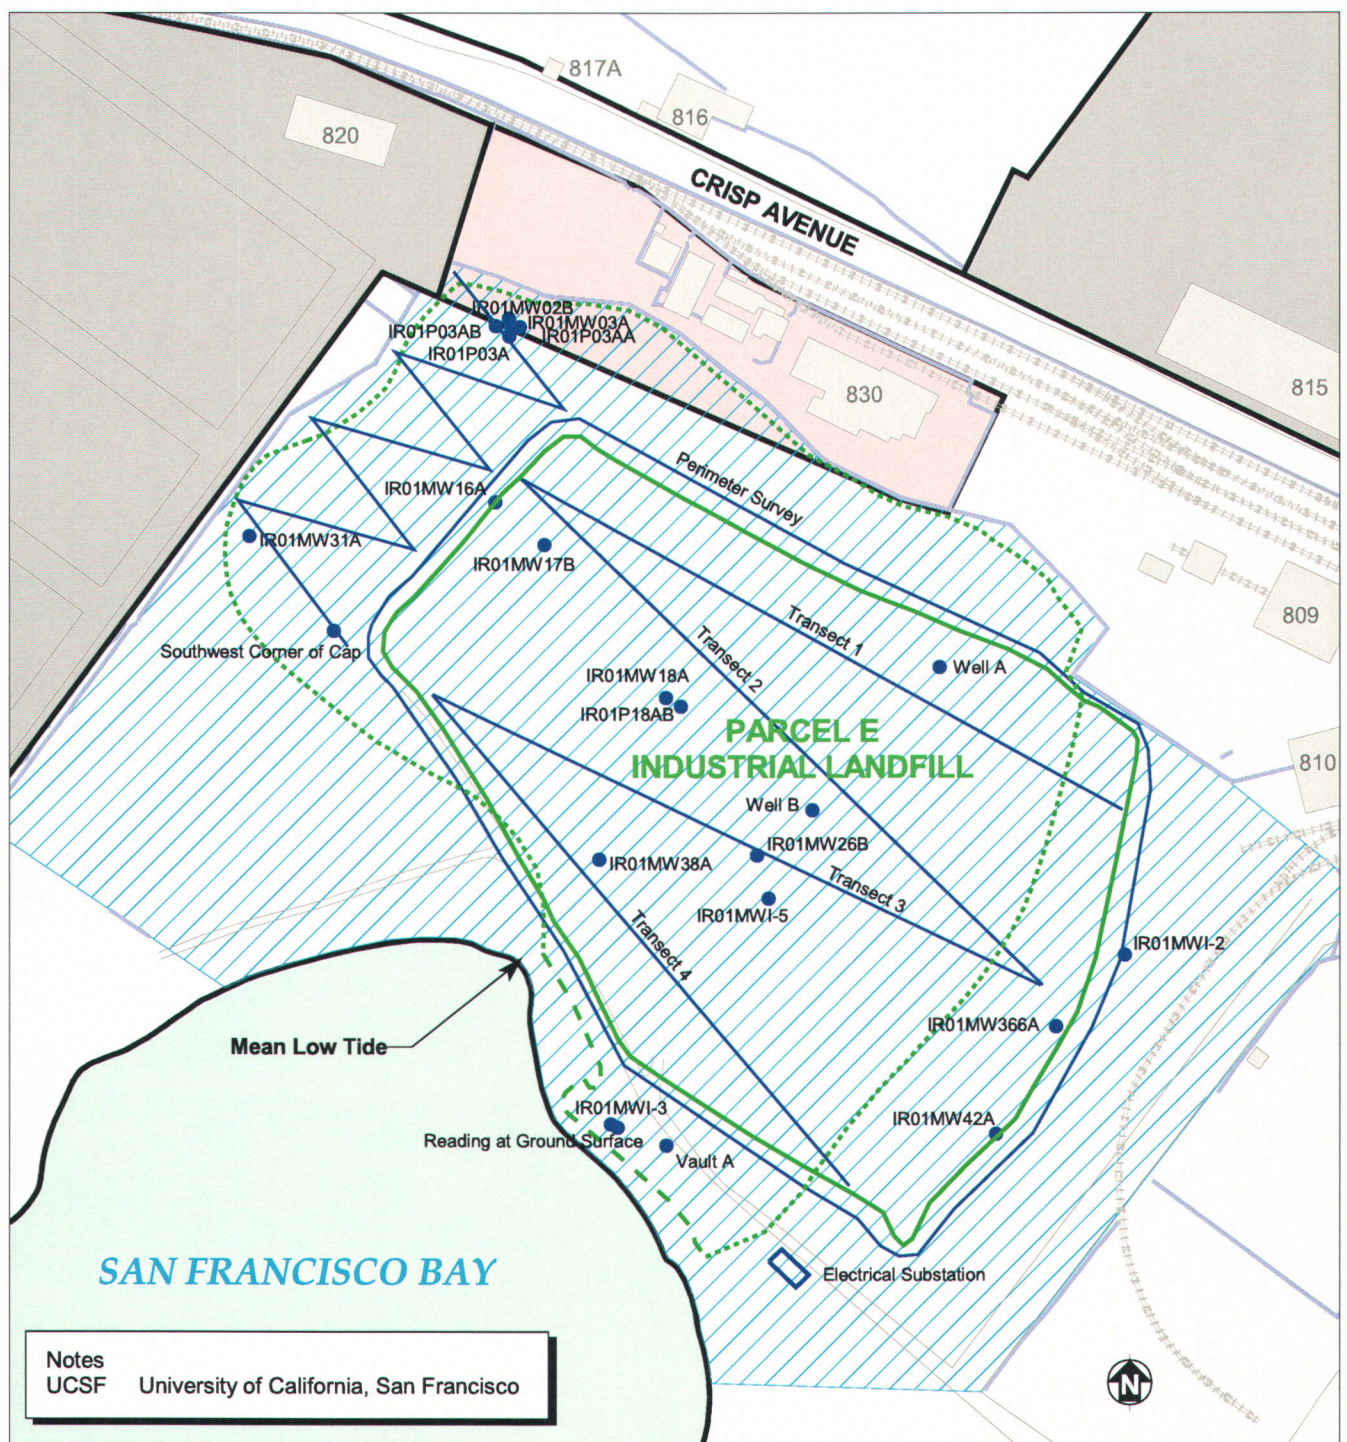 817A
816
820
CRISP AVENUE
IR01MW02B
IR01MW03A
IR01P03AB
IR01P03AA
IR01P03A
815
830
Perimeter Survey
IR01MW16A
IR01MW31A
IR01MW17B
809
Transect 1
Transect 2
Southwest Corner of Cap
Well A
IR01MW18A
IR01P18AB
PARCEL E
INDUSTRIAL LANDFILL
810
Well B
IR01MW26B
IR01MW38A
Transect 3
IR01MWI-5
Transect 4
IR01MWI-2
IR01MW366A
Mean Low Tide
IR01MWI-3
IR01MW42A
Reading at Ground Surface
Vault A
SAN FRANCISCO BAY
Electrical Substation
Notes
UCSF University of California, San Francisco
N